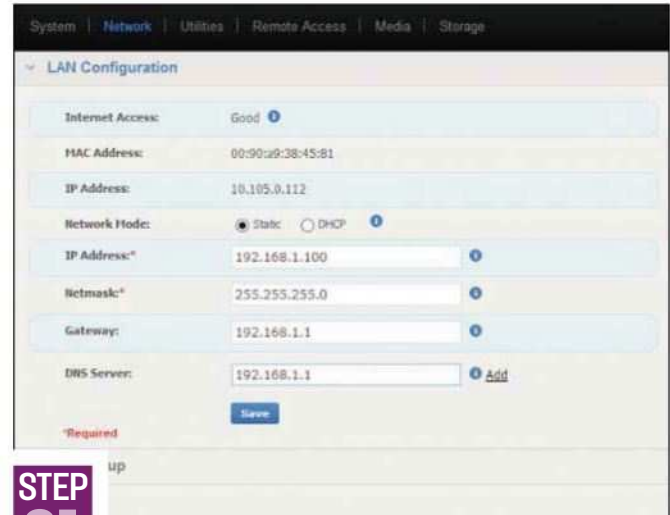 System | Network | Utilities | Remote Access | Media | Storage
LAN Configuration
Internet Access: Good
MAC Address: 00:90:a9:38:45:81
IP Address: 10.105.0.112
Network Mode: Static DHCP
IP Address:* 192.168.1.100
Netmask:* 255.255.255.0
Gateway: 192.168.1.1
DNS Server: 192.168.1.1 Add
Save
*Required
up
STEP